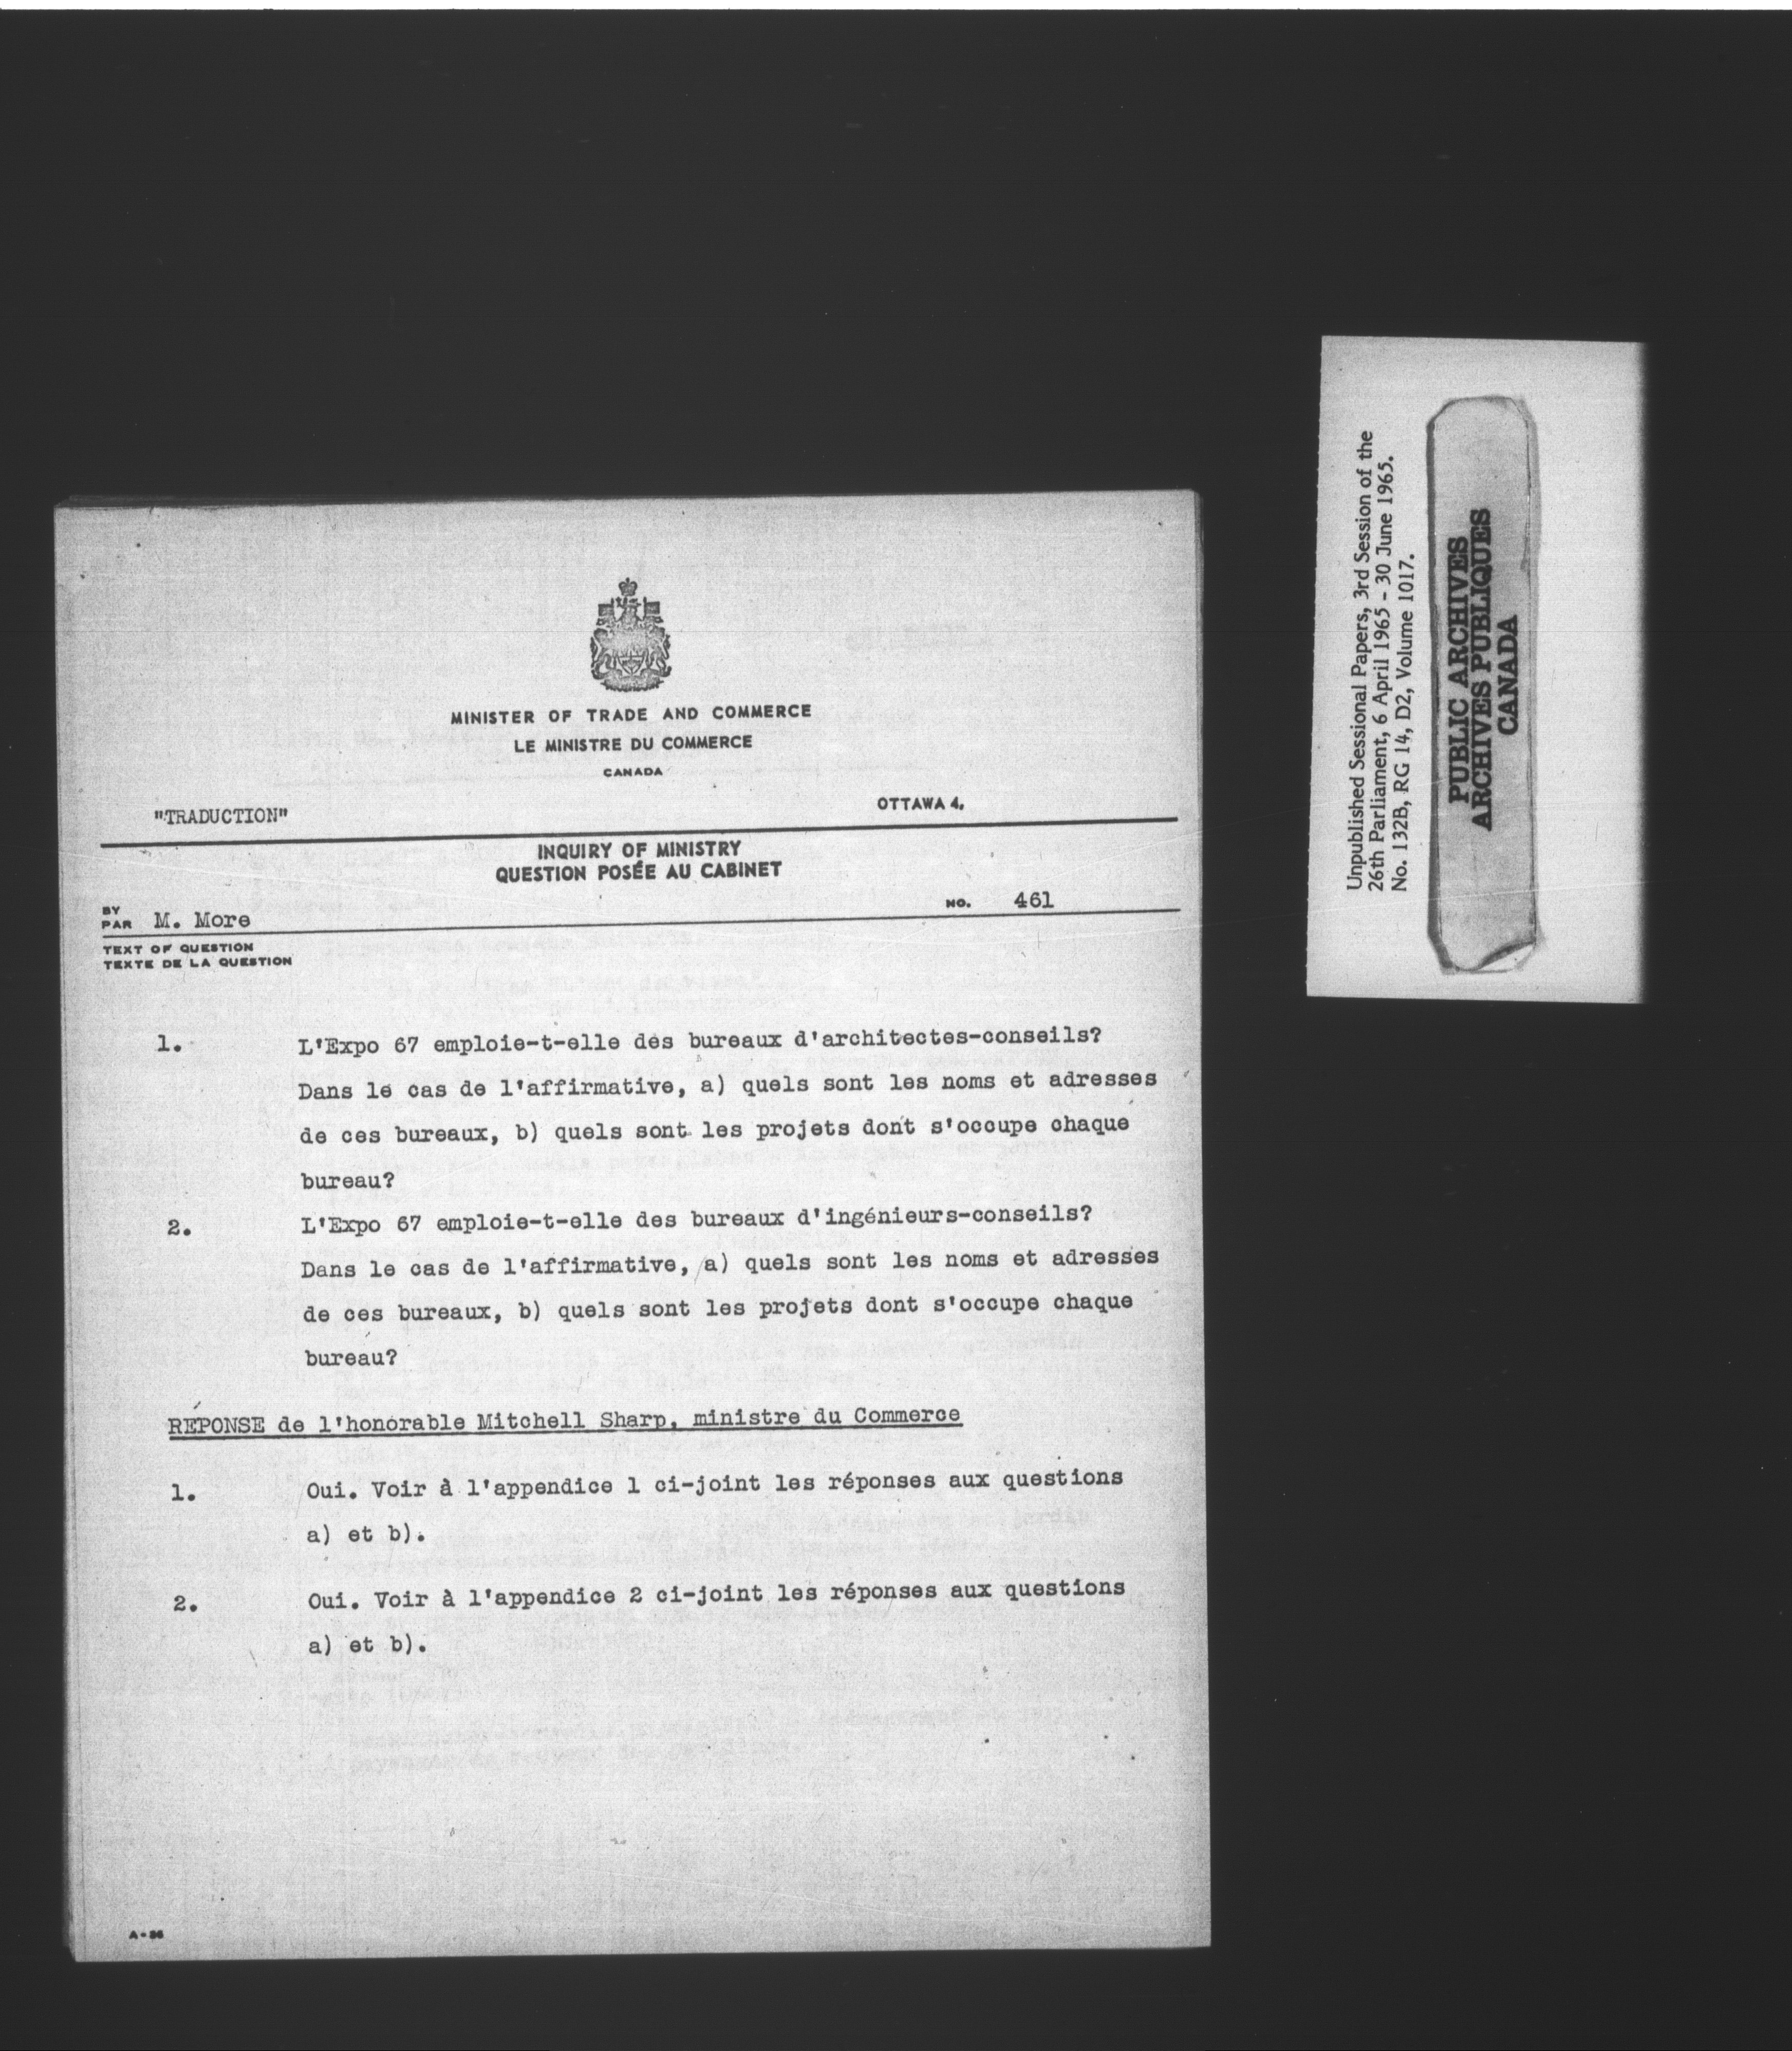 MINISTER OF TRADE AND COMMERCE
LE MINISTRE DU COMMERCE
CANADA
"TRADUCTION"
OTTAWA 4.
INQUIRY OF MINISTRY
QUESTION POSÉE AU CABINET
BY
PAR M. More
NO. 461
TEXT OF QUESTION
TEXTE DE LA QUESTION
1. L'Expo 67 emploie-t-elle des bureaux d'architectes-conseils?
Dans le cas de l'affirmative, a) quels sont les noms et adresses
de ces bureaux, b) quels sont les projets dont s'occupe chaque
bureau?
2. L'Expo 67 emploie-t-elle des bureaux d'ingénieurs-conseils?
Dans le cas de l'affirmative, a) quels sont les noms et adresses
de ces bureaux, b) quels sont les projets dont s'occupe chaque
bureau?
RÉPONSE de l'honorable Mitchell Sharp, ministre du Commerce
1. Oui. Voir à l'appendice 1 ci-joint les réponses aux questions
a) et b).
2. Oui. Voir à l'appendice 2 ci-joint les réponses aux questions
a) et b).
Unpublished Sessional Papers, 3rd Session of the
26th Parliament, 6 April 1965 - 30 June 1965.
No. 132B, RG 14, D2, Volume 1017.
PUBLIC ARCHIVES
ARCHIVES PUBLIQUES
CANADA